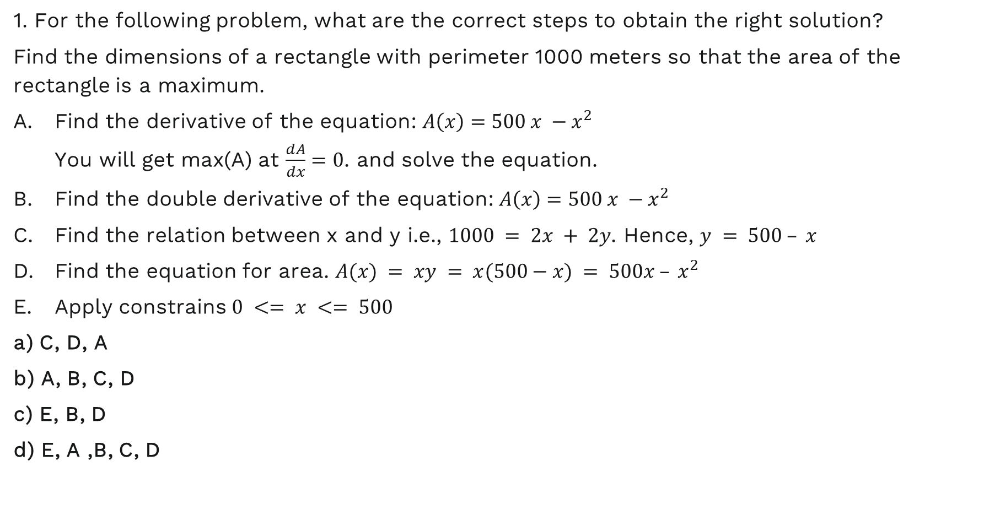 1. For the following problem, what are the correct steps to obtain the right solution?
Find the dimensions of a rectangle with perimeter 1000 meters so that the area of the
rectangle is a maximum.
A. Find the derivative of the equation: A(x) = 500 x − x²
You will get max(A) at dA/dx = 0. and solve the equation.
B. Find the double derivative of the equation: A(x) = 500 x − x²
C. Find the relation between x and y i.e., 1000 = 2x + 2y. Hence, y = 500 – x
D. Find the equation for area. A(x) = xy = x(500 − x) = 500x – x²
E. Apply constrains 0 <= x <= 500
a) C, D, A
b) A, B, C, D
c) E, B, D
d) E, A ,B, C, D